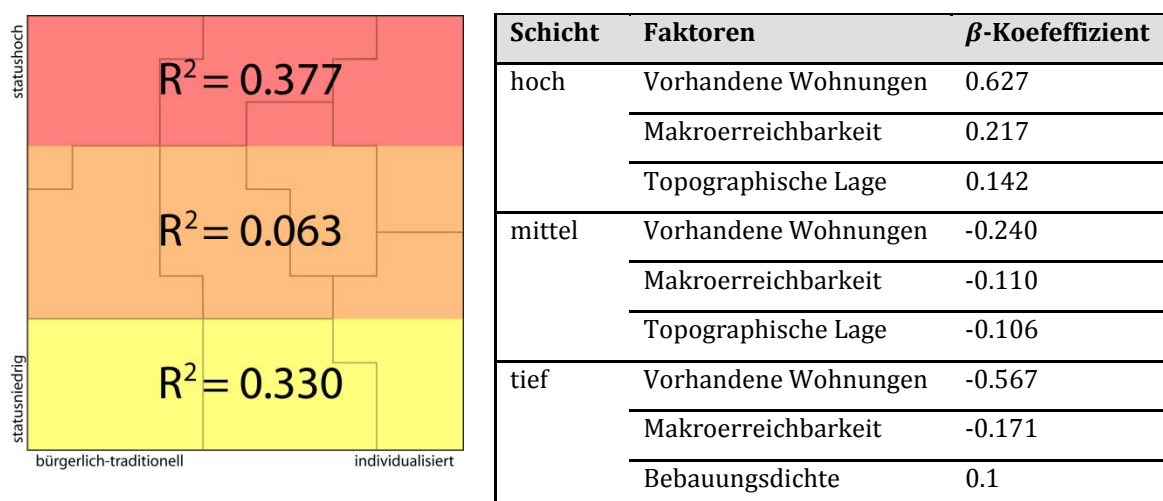 statushoch
R² = 0.377
R² = 0.063
R² = 0.330
statusniedrig
bürgerlich-traditionell individualisiert
Schicht Faktoren β-Koefeffizient
hoch Vorhandene Wohnungen 0.627
Makroerreichbarkeit 0.217
Topographische Lage 0.142
mittel Vorhandene Wohnungen -0.240
Makroerreichbarkeit -0.110
Topographische Lage -0.106
tief Vorhandene Wohnungen -0.567
Makroerreichbarkeit -0.171
Bebauungsdichte 0.1